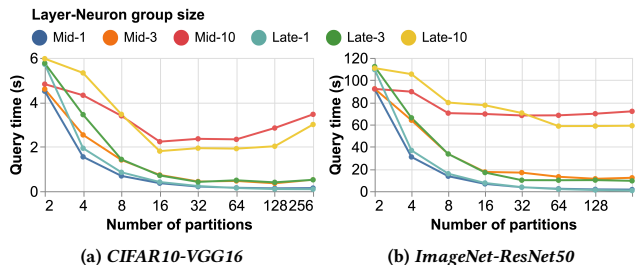 Layer-Neuron group size
Mid-1 Mid-3 Mid-10 Late-1 Late-3 Late-10
Query time (s)
6
4
2
0
2 4 8 16 32 64 128 256
Number of partitions
(a) CIFAR10-VGG16
Query time (s)
120
100
80
60
40
20
0
2 4 8 16 32 64 128
Number of partitions
(b) ImageNet-ResNet50